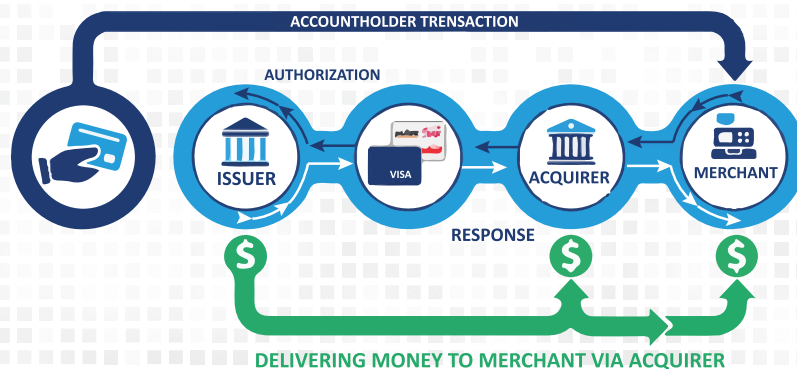 ACCOUNTHOLDER TRENSACTION
AUTHORIZATION
ISSUER
VISA
ACQUIRER
MERCHANT
RESPONSE
$ $ $
DELIVERING MONEY TO MERCHANT VIA ACQUIRER